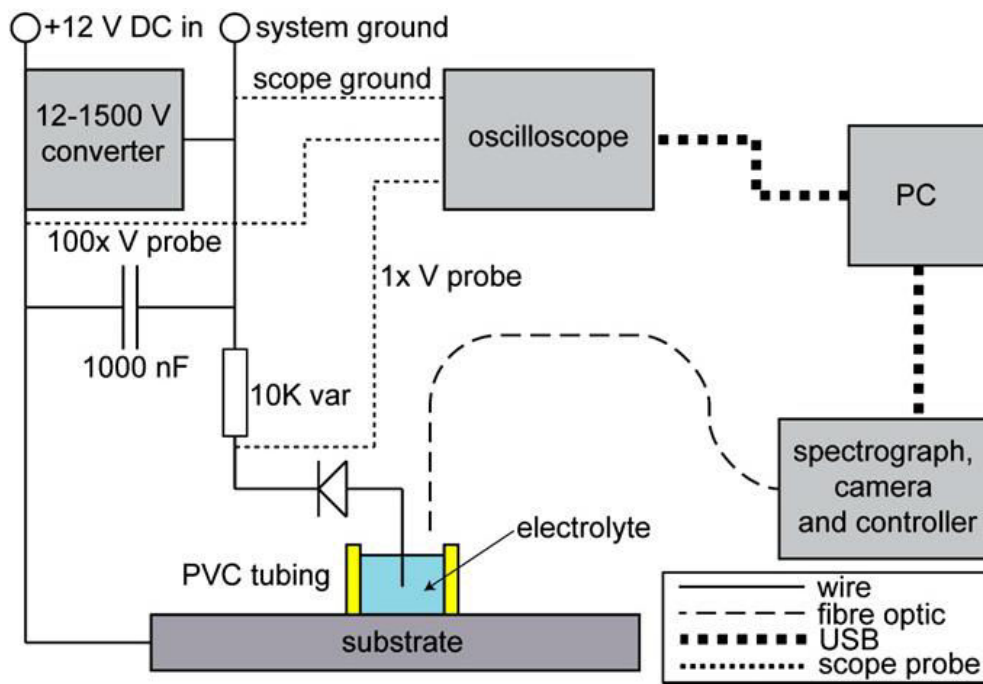 +12 V DC in
system ground
scope ground
12-1500 V
converter
oscilloscope
PC
100x V probe
1x V probe
1000 nF
10K var
spectrograph,
camera
and controller
electrolyte
PVC tubing
substrate
wire
fibre optic
USB
scope probe